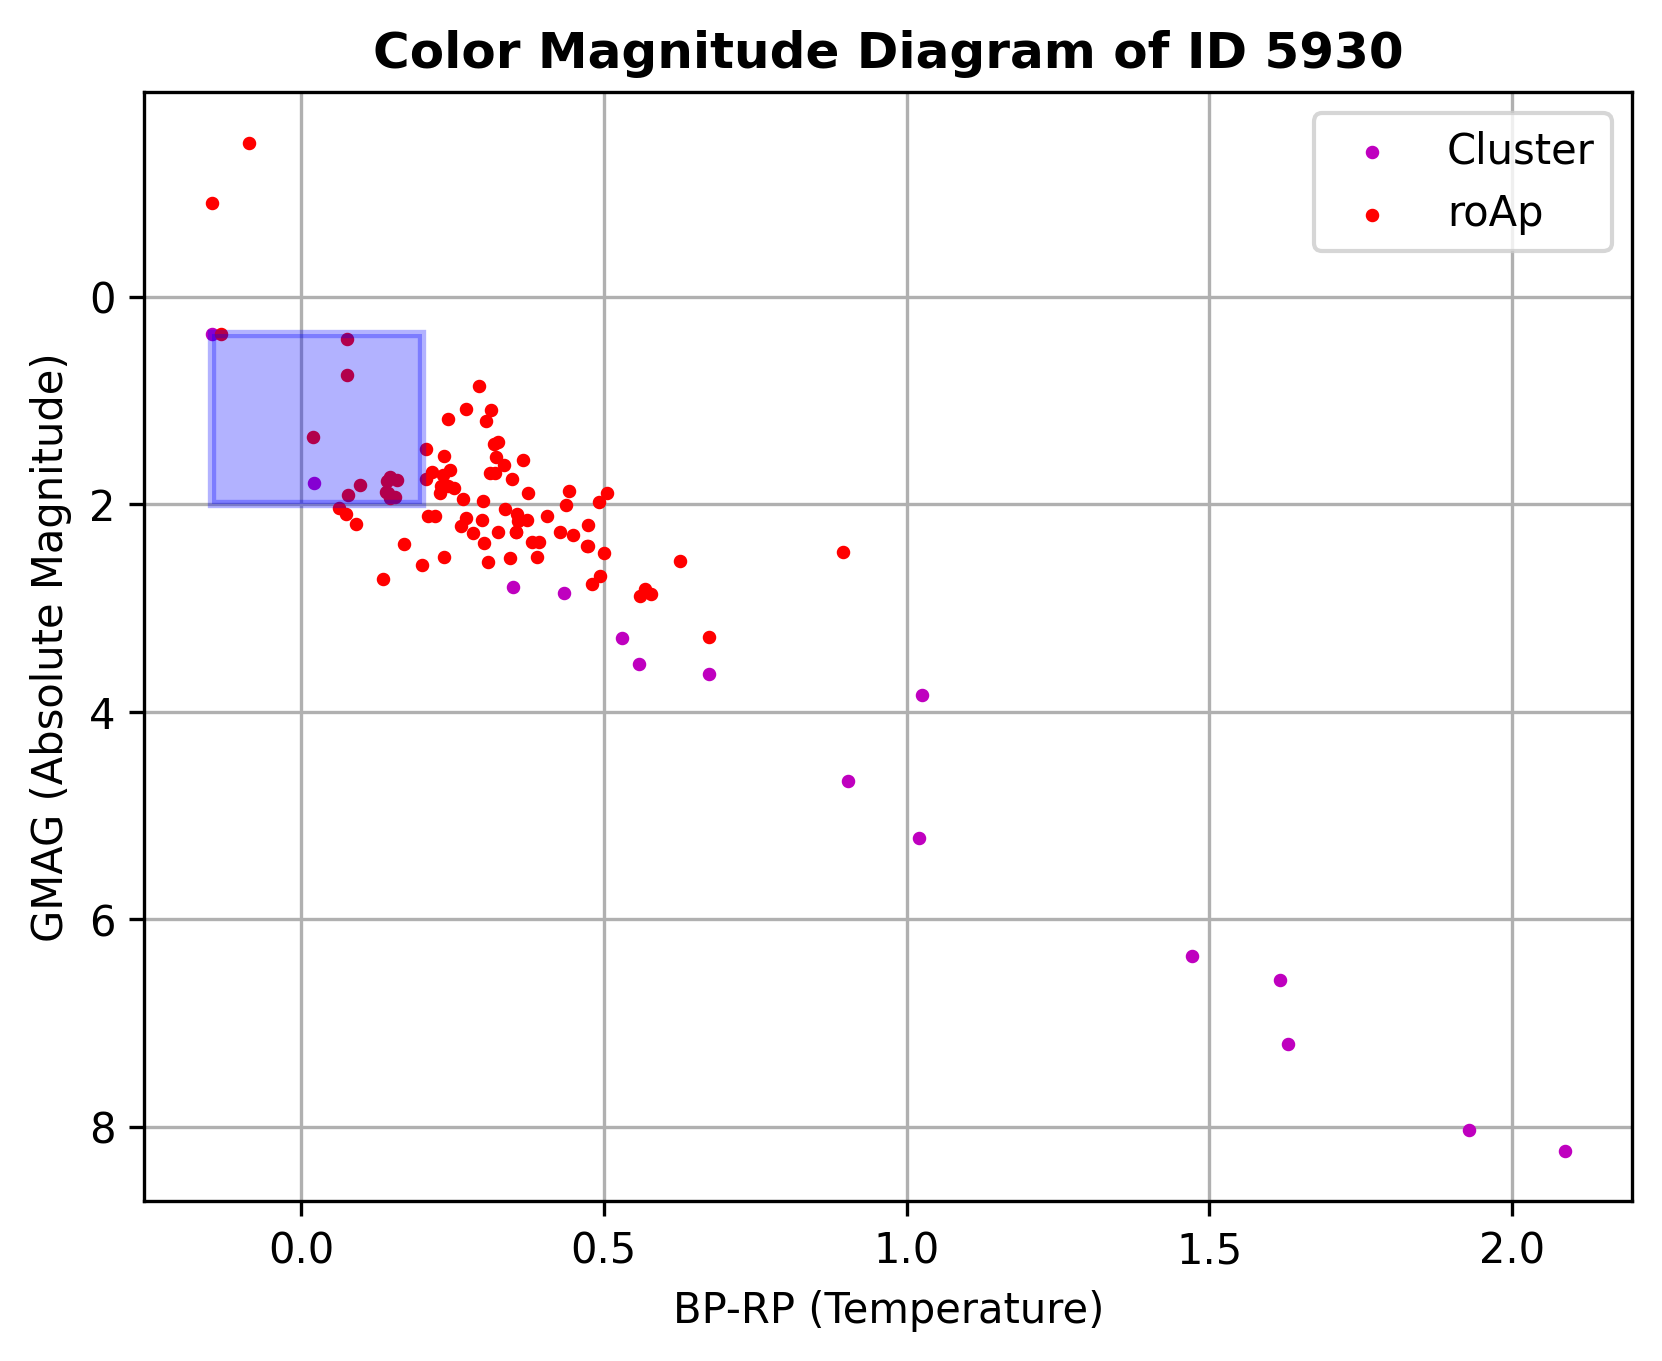 Color Magnitude Diagram of ID 5930
Cluster
roAp
GMAG (Absolute Magnitude)
0
2
4
6
8
0.0 0.5 1.0 1.5 2.0
BP-RP (Temperature)